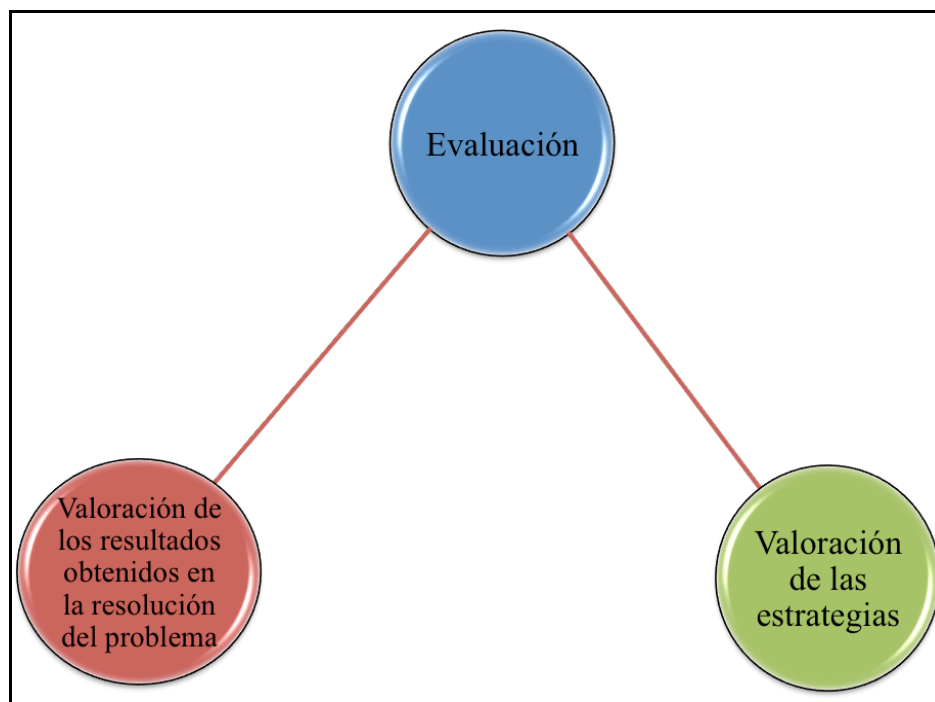 Evaluación
Valoración de
los resultados
obtenidos en
la resolución
del problema
Valoración
de las
estrategias